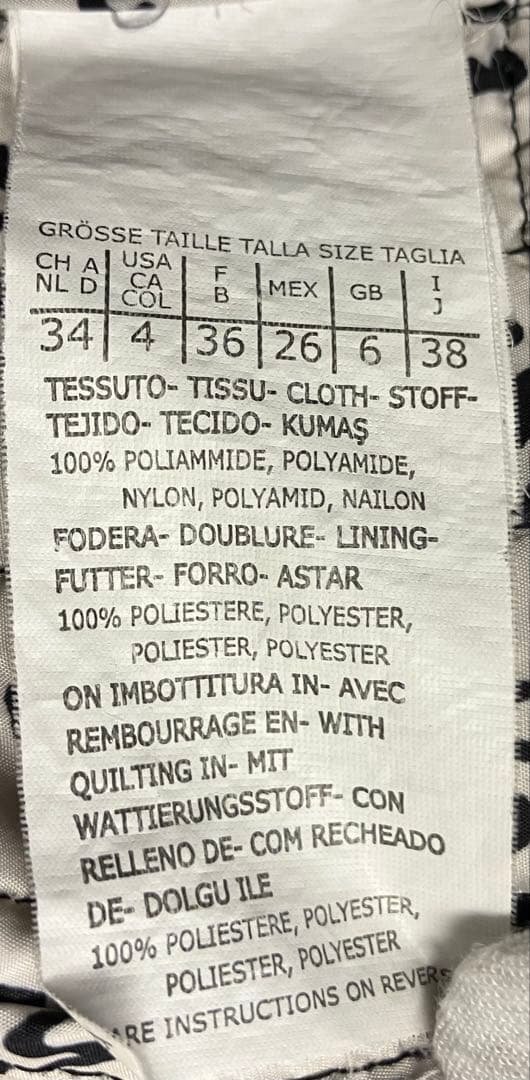 GRÖSSE TAILLE TALLA SIZE TAGLIA
CH A USA F MEX GB I
NL D CA B J
COL
34 4 36 26 6 38
TESSUTO- TISSU- CLOTH- STOFF-
TEJIDO- TECIDO- KUMAŞ
100% POLIAMMIDE, POLYAMIDE,
NYLON, POLYAMID, NAILON
FODERA- DOUBLURE- LINING-
FUTTER- FORRO- ASTAR
100% POLIESTERE, POLYESTER,
POLIESTER, POLYESTER
ON IMBOTTITURA IN- AVEC
REMBOURRAGE EN- WITH
QUILTING IN- MIT
WATTIERUNGSSTOFF- CON
RELLENO DE- COM RECHEADO
DE- DOLGU ILE
100% POLIESTERE, POLYESTER,
POLIESTER, POLYESTER
ARE INSTRUCTIONS ON REVERS